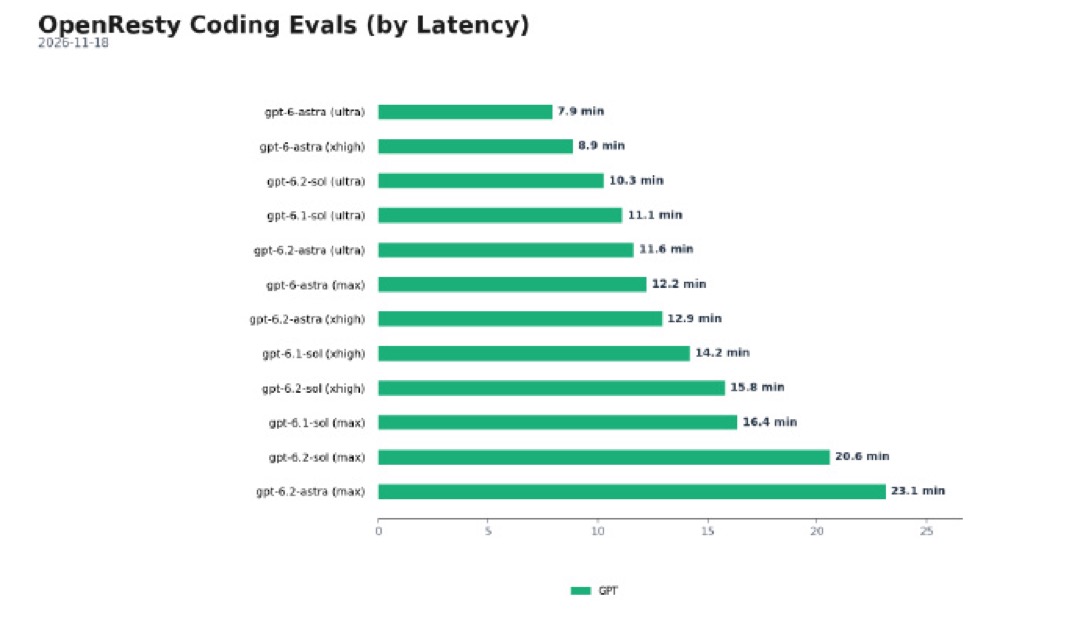 OpenResty Coding Evals (by Latency)
2026-11-18
gpt-6-astra (ultra) 7.9 min
gpt-6-astra (xhigh) 8.9 min
gpt-6.2-sol (ultra) 10.3 min
gpt-6.1-sol (ultra) 11.1 min
gpt-6.2-astra (ultra) 11.6 min
gpt-6-astra (max) 12.2 min
gpt-6.2-astra (xhigh) 12.9 min
gpt-6.1-sol (xhigh) 14.2 min
gpt-6.2-sol (xhigh) 15.8 min
gpt-6.1-sol (max) 16.4 min
gpt-6.2-sol (max) 20.6 min
gpt-6.2-astra (max) 23.1 min
0 5 10 15 20 25
GPT